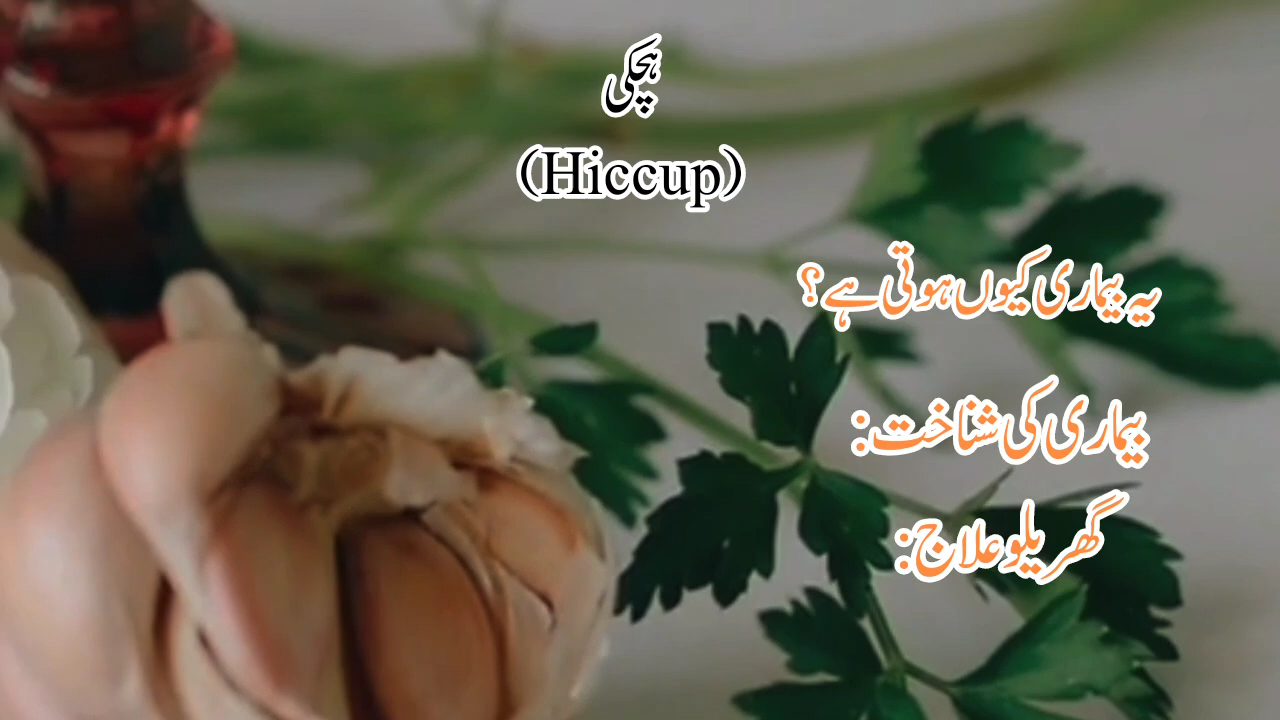 ہچکی
(Hiccup)
یہ بیماری کیوں ہوتی ہے؟
بیماری کی شناخت:
گھریلو علاج: